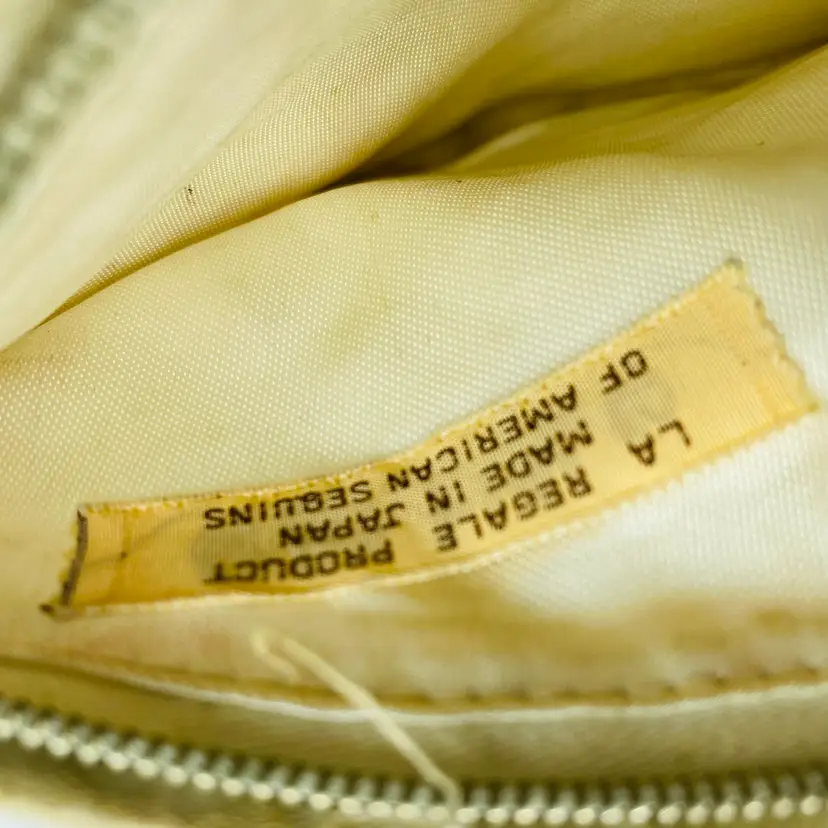 LA REGALE PRODUCT
MADE IN JAPAN
OF AMERICAN SEQUINS